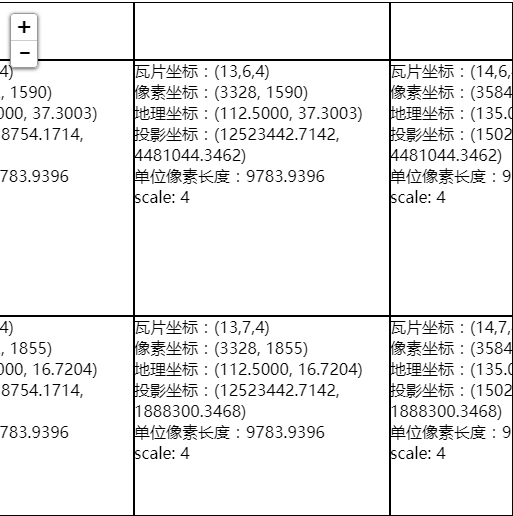 +
−
4)
瓦片坐标：(13,6,4)
瓦片坐标：(14,6,4
, 1590)
像素坐标：(3328, 1590)
像素坐标：(3584
000, 37.3003)
地理坐标：(112.5000, 37.3003)
地理坐标：(135.0
8754.1714,
投影坐标：(12523442.7142,
投影坐标：(1502
4481044.3462)
4481044.3462)
783.9396
单位像素长度：9783.9396
单位像素长度：9
scale: 4
scale: 4
4)
瓦片坐标：(13,7,4)
瓦片坐标：(14,7,4
, 1855)
像素坐标：(3328, 1855)
像素坐标：(3584
000, 16.7204)
地理坐标：(112.5000, 16.7204)
地理坐标：(135.0
8754.1714,
投影坐标：(12523442.7142,
投影坐标：(1502
1888300.3468)
1888300.3468)
783.9396
单位像素长度：9783.9396
单位像素长度：9
scale: 4
scale: 4